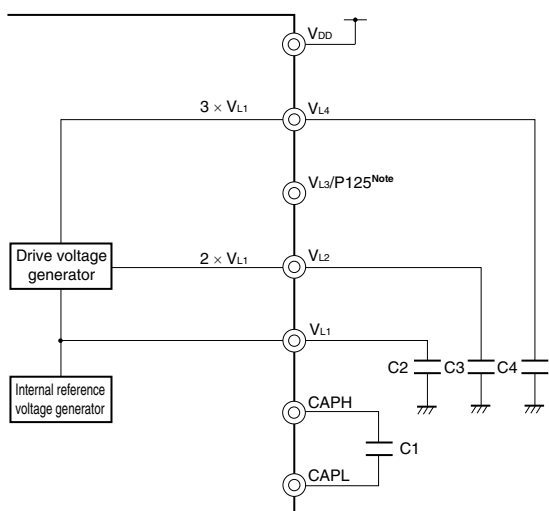 VDD
3 × VL1
VL4
VL3/P125Note
Drive voltage
generator
2 × VL1
VL2
VL1
C2
C3
C4
Internal reference
voltage generator
CAPH
C1
CAPL